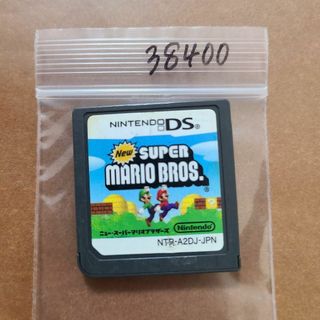 38400
NINTENDO DS
New SUPER
MARIO BROS.
ニュー・スーパーマリオブラザーズ
Nintendo
NTR-A2DJ-JPN